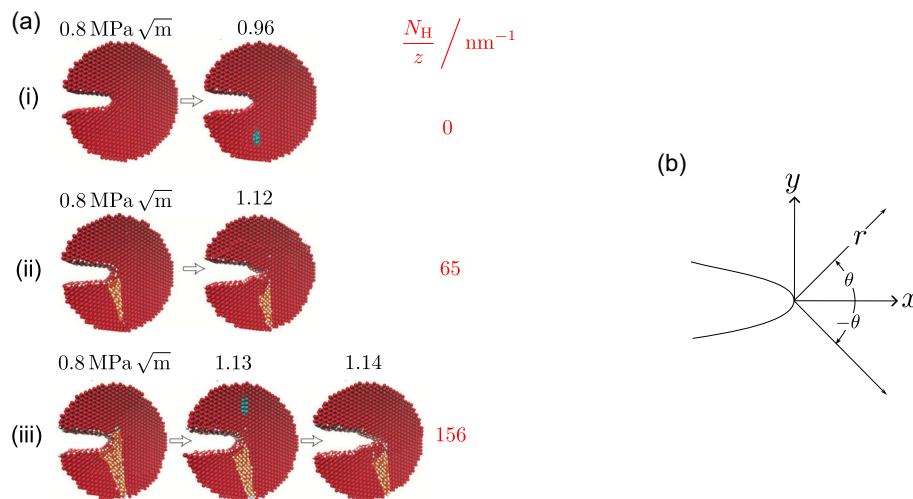 (a)
0.8 MPa √m 0.96
N_H/z / nm⁻¹
(i)
0
0.8 MPa √m 1.12
(ii)
65
0.8 MPa √m 1.13 1.14
(iii)
156
(b)
y
r
θ
x
−θ